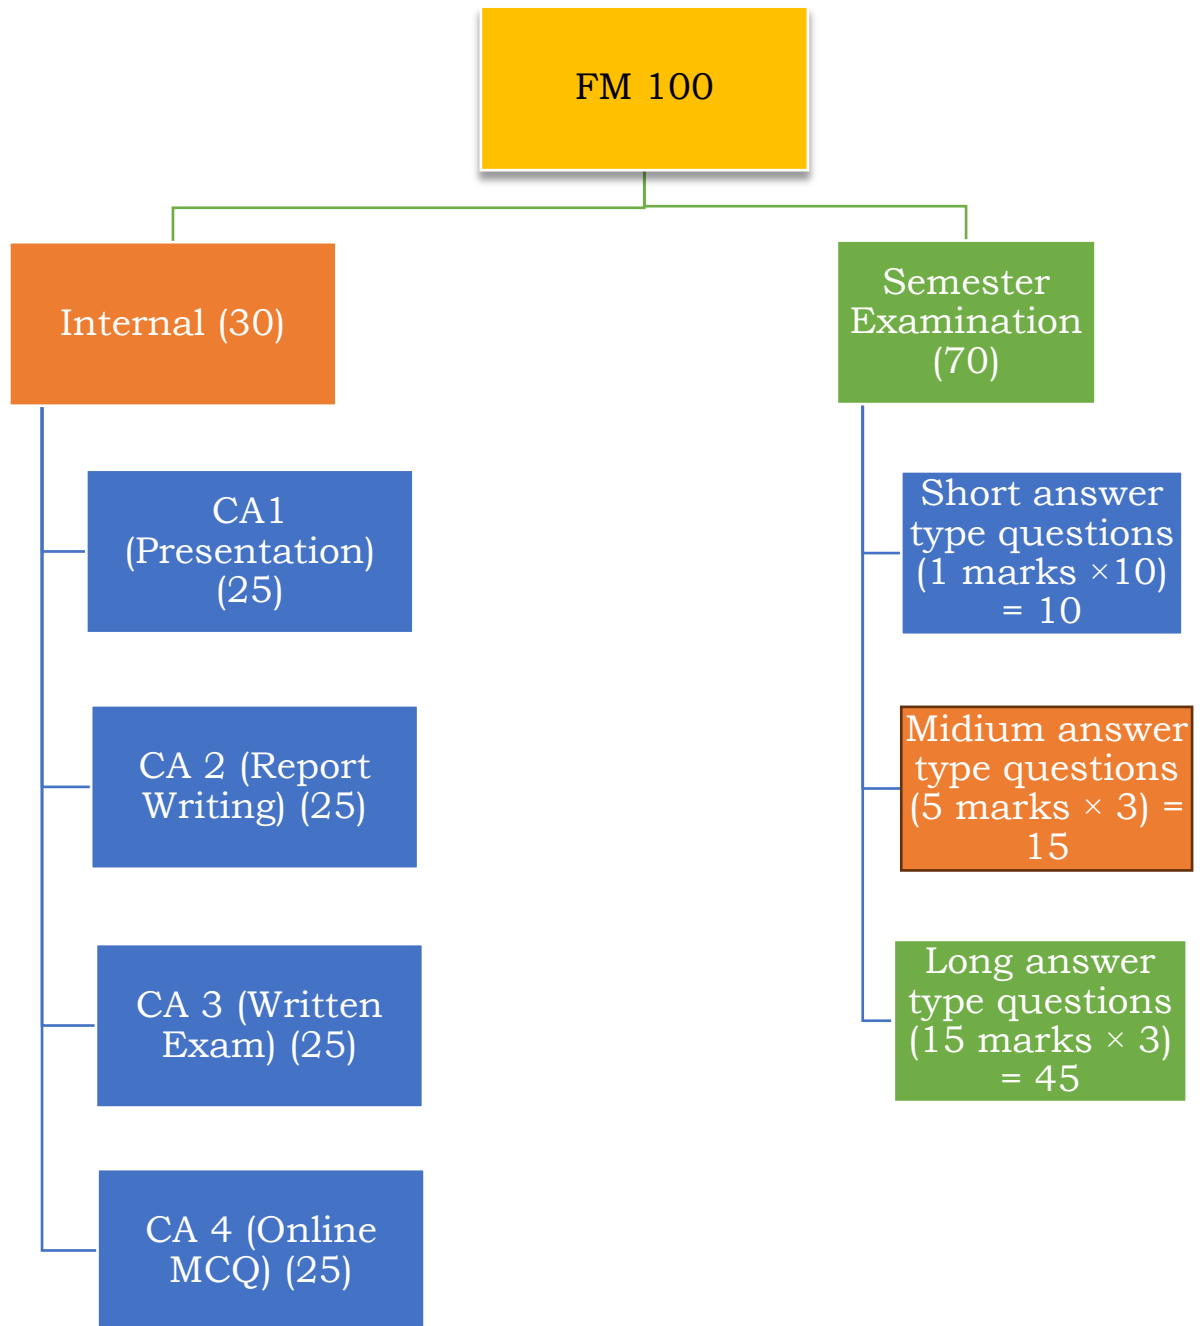 FM 100
Internal (30)
CA1
(Presentation)
(25)
CA 2 (Report
Writing) (25)
CA 3 (Written
Exam) (25)
CA 4 (Online
MCQ) (25)
Semester
Examination
(70)
Short answer
type questions
(1 marks ×10)
= 10
Midium answer
type questions
(5 marks × 3) =
15
Long answer
type questions
(15 marks × 3)
= 45